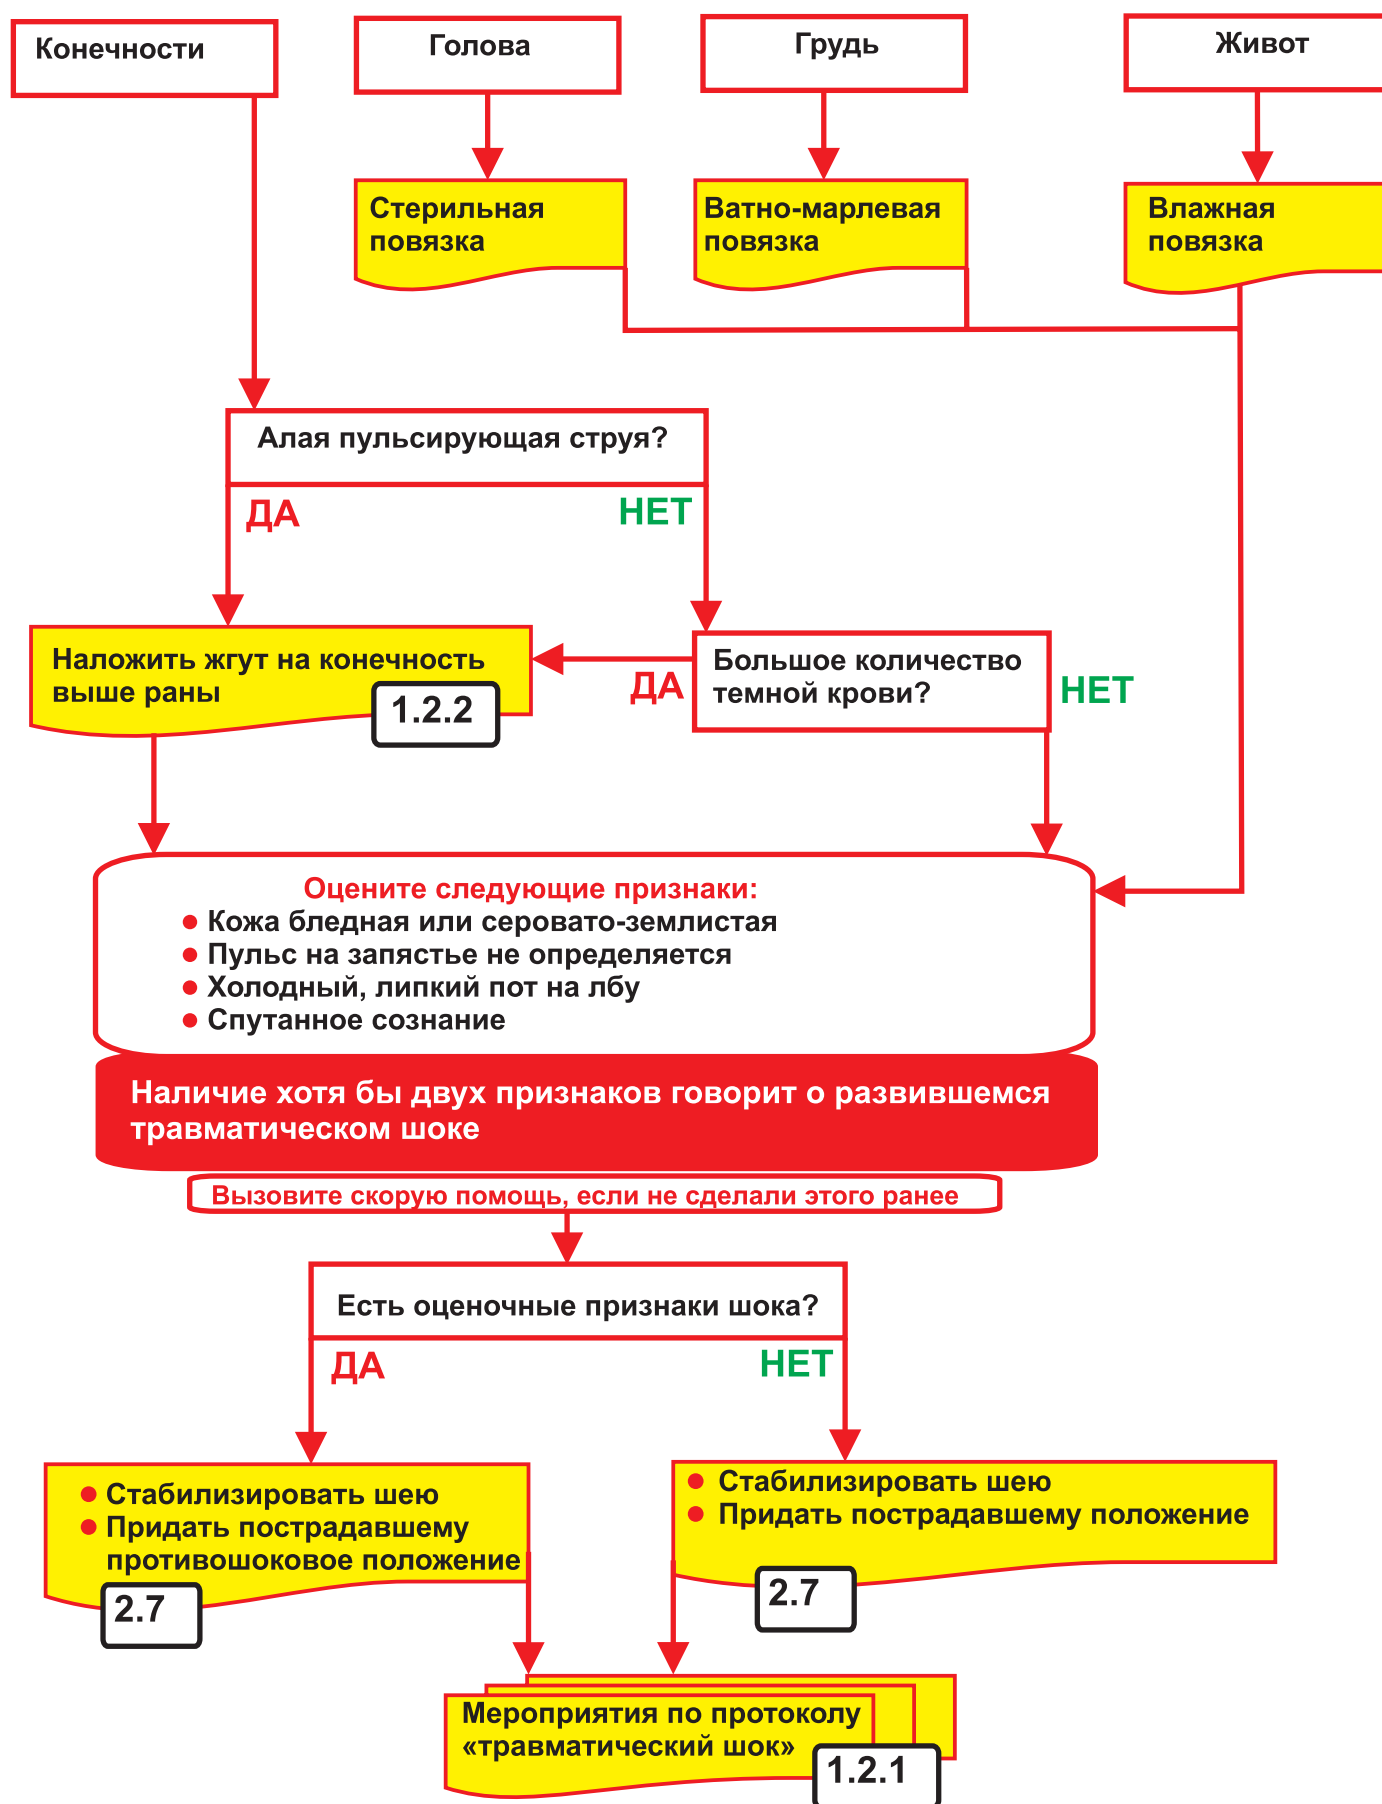 Конечности
Голова
Грудь
Живот
Стерильная
повязка
Ватно-марлевая
повязка
Влажная
повязка
Алая пульсирующая струя?
ДА
НЕТ
Наложить жгут на конечность
выше раны
1.2.2
ДА
Большое количество
темной крови?
НЕТ
Оцените следующие признаки:
● Кожа бледная или серовато-землистая
● Пульс на запястье не определяется
● Холодный, липкий пот на лбу
● Спутанное сознание
Наличие хотя бы двух признаков говорит о развившемся
травматическом шоке
Вызовите скорую помощь, если не сделали этого ранее
Есть оценочные признаки шока?
ДА
НЕТ
● Стабилизировать шею
● Придать пострадавшему
противошоковое положение
2.7
● Стабилизировать шею
● Придать пострадавшему положение
2.7
Мероприятия по протоколу
«травматический шок»
1.2.1